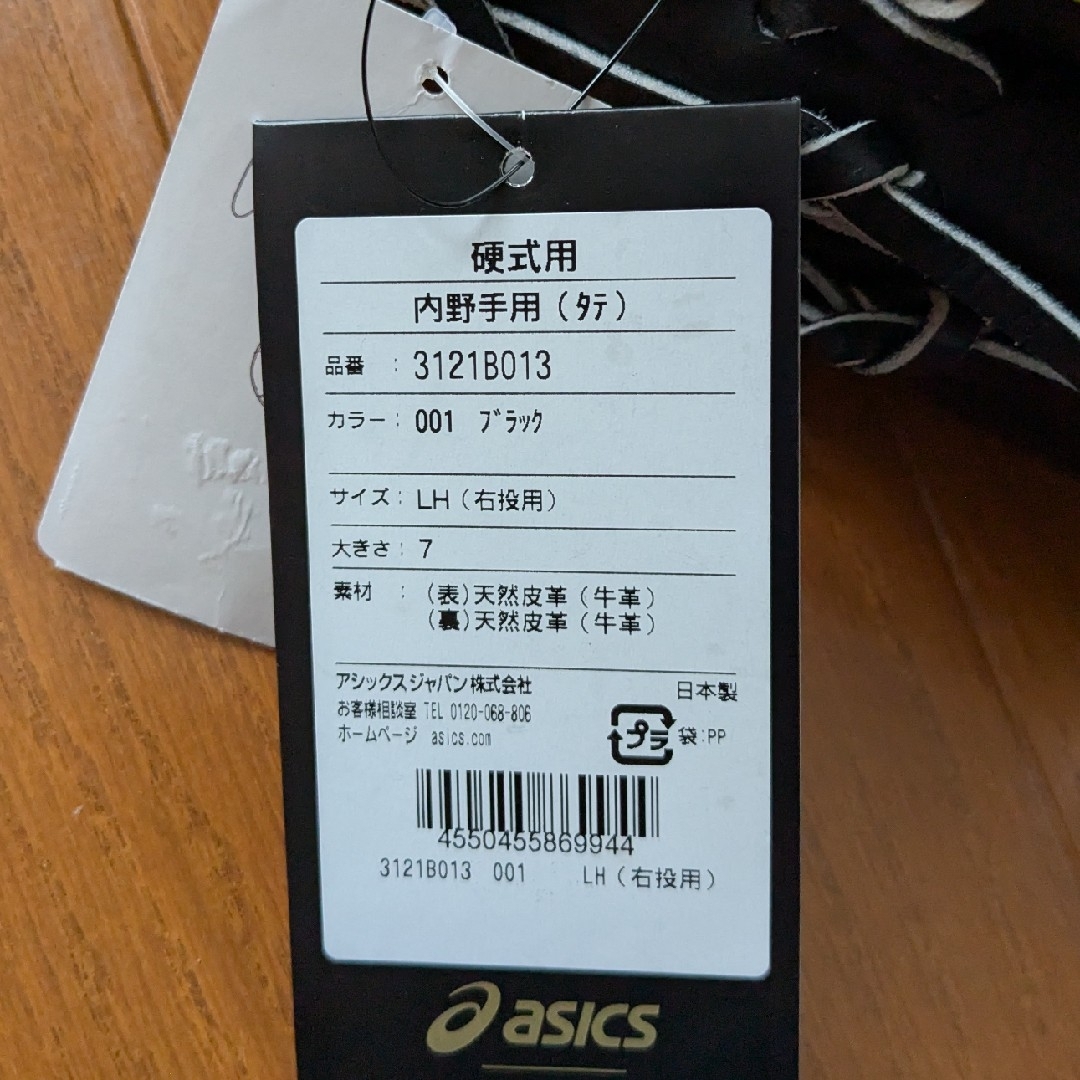 硬式用
内野手用（タテ）
品番 : 3121B013
カラー: 001 ﾌﾞﾗｯｸ
サイズ: LH（右投用）
大きさ: 7
素材 : （表）天然皮革（牛革）
（裏）天然皮革（牛革）
アシックスジャパン株式会社
お客様相談室 TEL 0120-068-806
ホームページ asics.com
日本製
プラ 袋:PP
4550455869944
3121B013 001 LH（右投用）
asics